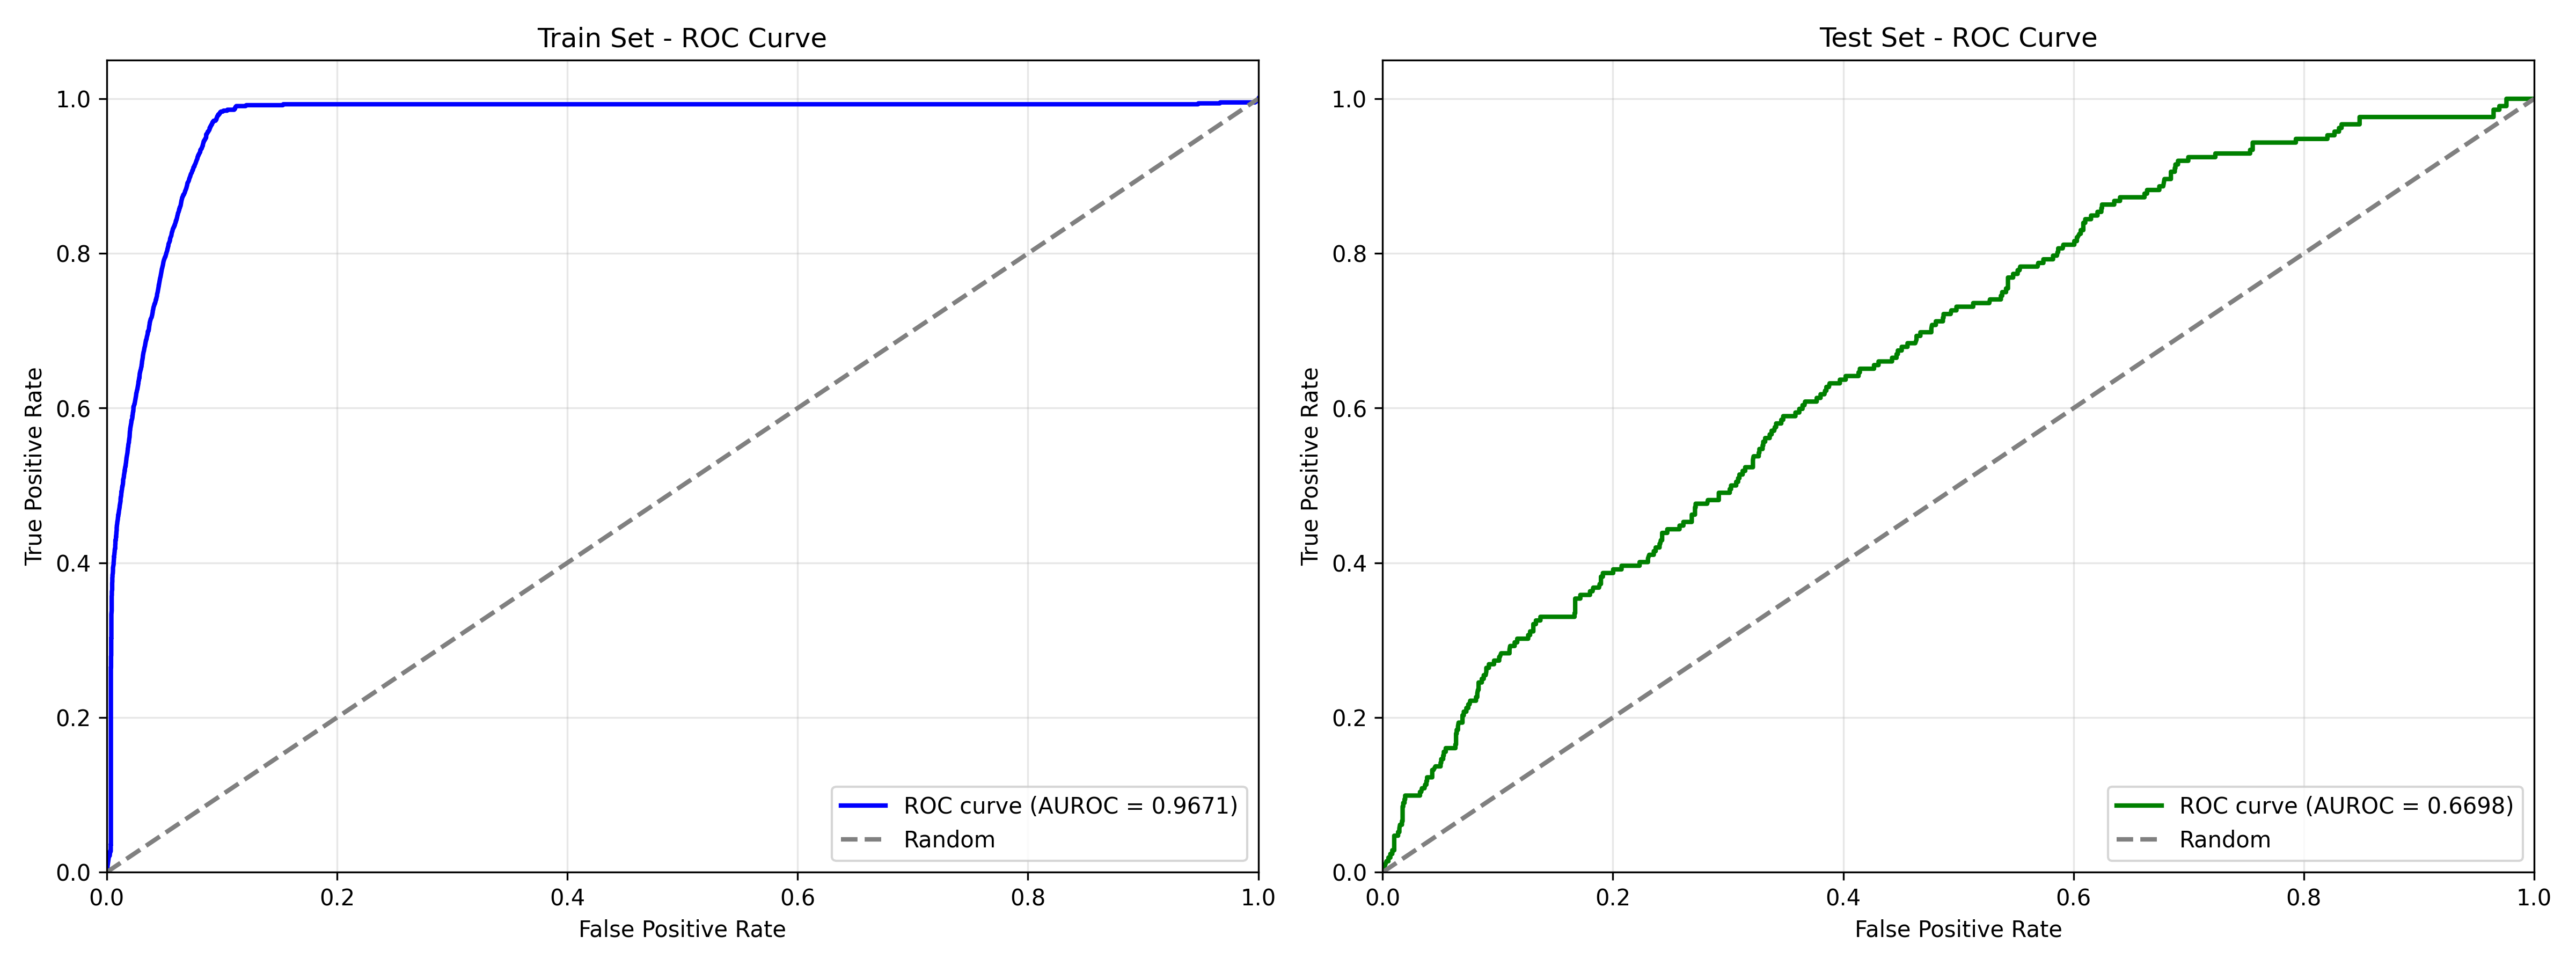 Train Set - ROC Curve
True Positive Rate
1.0
0.8
0.6
0.4
0.2
0.0
0.0 0.2 0.4 0.6 0.8 1.0
False Positive Rate
ROC curve (AUROC = 0.9671)
Random
Test Set - ROC Curve
True Positive Rate
1.0
0.8
0.6
0.4
0.2
0.0
0.0 0.2 0.4 0.6 0.8 1.0
False Positive Rate
ROC curve (AUROC = 0.6698)
Random